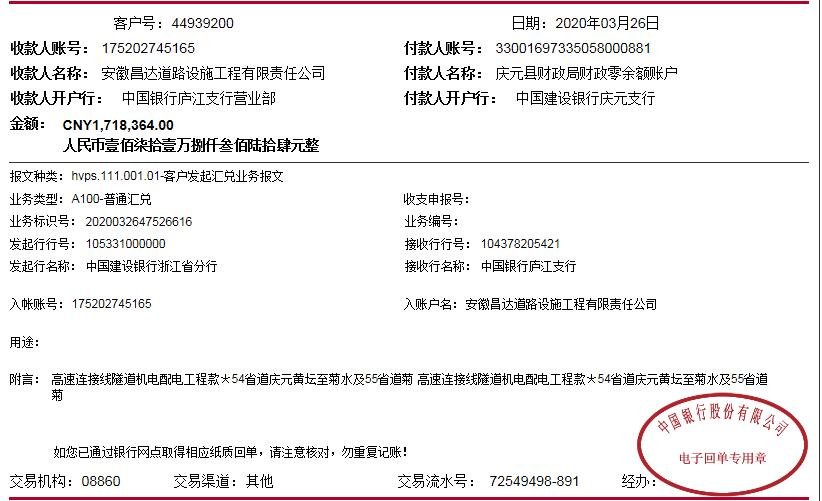 客户号：44939200 日期：2020年03月26日
收款人账号：175202745165 付款人账号：33001697335058000881
收款人名称：安徽昌达道路设施工程有限责任公司 付款人名称：庆元县财政局财政零余额账户
收款人开户行：中国银行庐江支行营业部 付款人开户行：中国建设银行庆元支行
金额：CNY1,718,364.00
人民币壹佰柒拾壹万捌仟叁佰陆拾肆元整
报文种类：hvps.111.001.01-客户发起汇兑业务报文
业务类型：A100-普通汇兑 收支申报号：
业务标识号：2020032647526616 业务编号：
发起行行号：105331000000 接收行行号：104378205421
发起行名称：中国建设银行浙江省分行 接收行名称：中国银行庐江支行
入帐账号：175202745165 入账户名：安徽昌达道路设施工程有限责任公司
用途：
附言：高速连接线隧道机电配电工程款＊54省道庆元黄坛至菊水及55省道菊 高速连接线隧道机电配电工程款＊54省道庆元黄坛至菊水及55省道
菊
中国银行股份有限公司
电子回单专用章
如您已通过银行网点取得相应纸质回单，请注意核对，勿重复记账！
交易机构：08860 交易渠道：其他 交易流水号：72549498-891 经办：